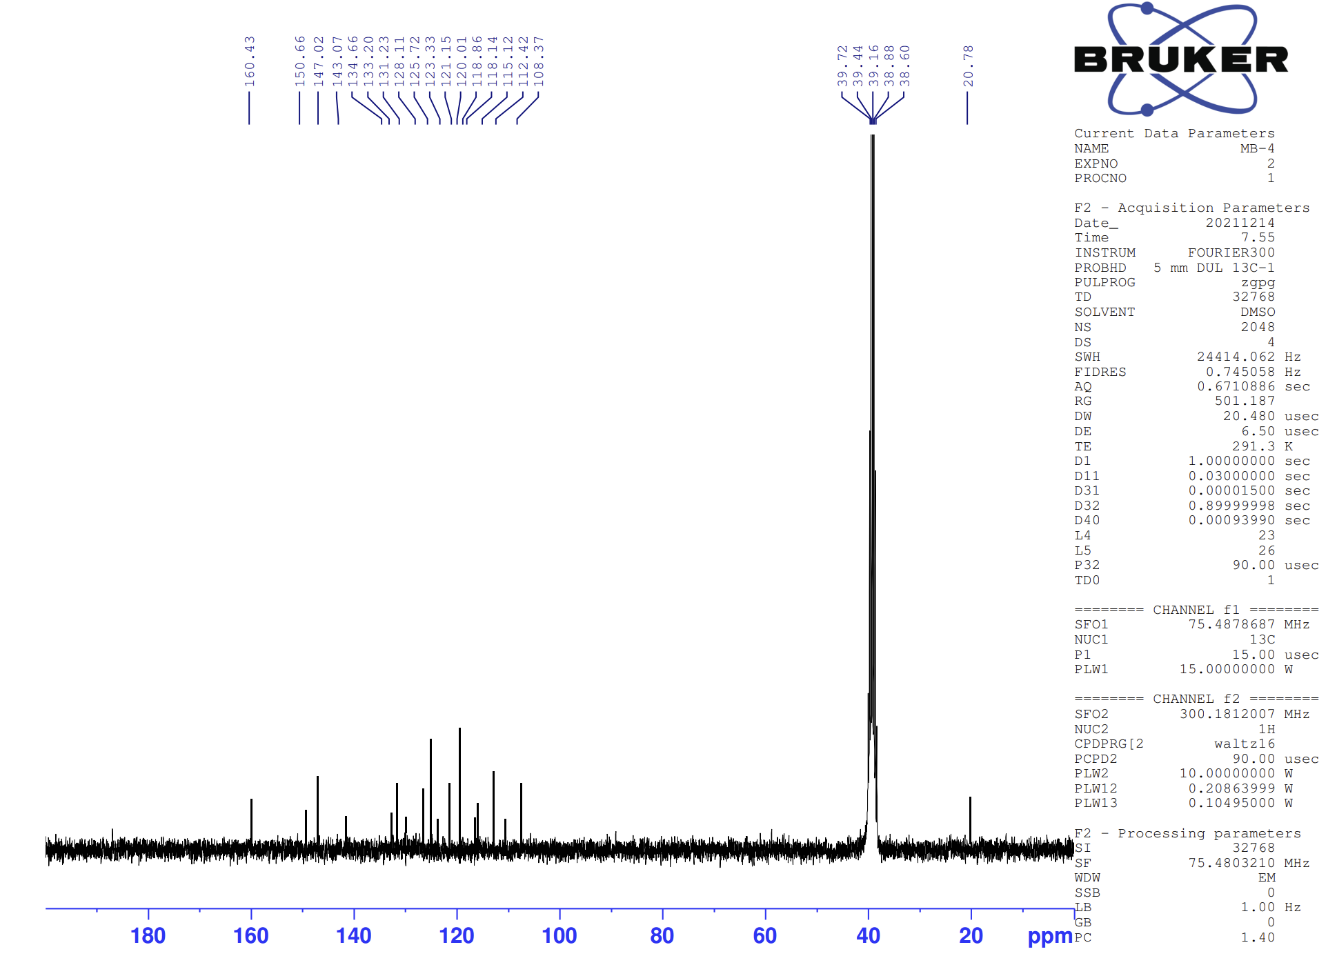 160.43
150.66
147.02
143.07
134.66
133.20
131.23
128.11
125.72
123.33
121.15
120.01
118.86
118.14
115.12
112.42
108.37
39.72
39.44
39.16
38.88
38.60
20.78
BRUKER
Current Data Parameters
NAME MB-4
EXPNO 2
PROCNO 1
F2 - Acquisition Parameters
Date_ 20211214
Time 7.55
INSTRUM FOURIER300
PROBHD 5 mm DUL 13C-1
PULPROG zgpg
TD 32768
SOLVENT DMSO
NS 2048
DS 4
SWH 24414.062 Hz
FIDRES 0.745058 Hz
AQ 0.6710886 sec
RG 501.187
DW 20.480 usec
DE 6.50 usec
TE 291.3 K
D1 1.00000000 sec
D11 0.03000000 sec
D31 0.00001500 sec
D32 0.89999998 sec
D40 0.00093990 sec
L4 23
L5 26
P32 90.00 usec
TD0 1
======== CHANNEL f1 ========
SFO1 75.4878687 MHz
NUC1 13C
P1 15.00 usec
PLW1 15.00000000 W
======== CHANNEL f2 ========
SFO2 300.1812007 MHz
NUC2 1H
CPDPRG[2 waltz16
PCPD2 90.00 usec
PLW2 10.00000000 W
PLW12 0.20863999 W
PLW13 0.10495000 W
F2 - Processing parameters
SI 32768
SF 75.4803210 MHz
WDW EM
SSB 0
LB 1.00 Hz
GB 0
PC 1.40
180 160 140 120 100 80 60 40 20 ppm